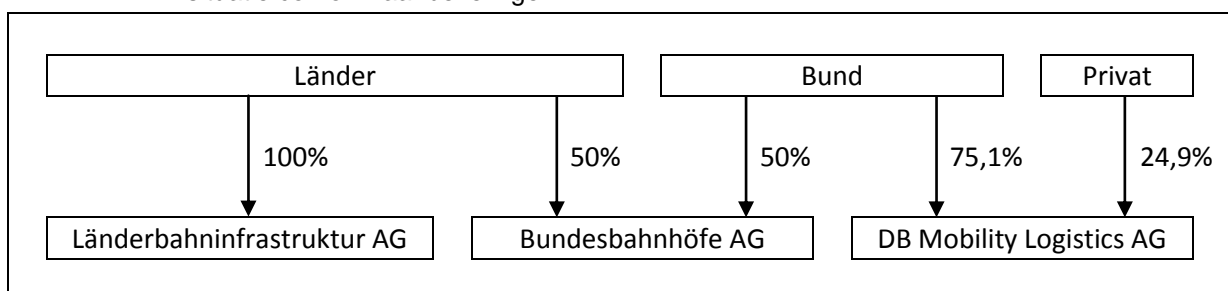 Länder Bund Privat
100% 50% 50% 75,1% 24,9%
Länderbahninfrastruktur AG Bundesbahnhöfe AG DB Mobility Logistics AG